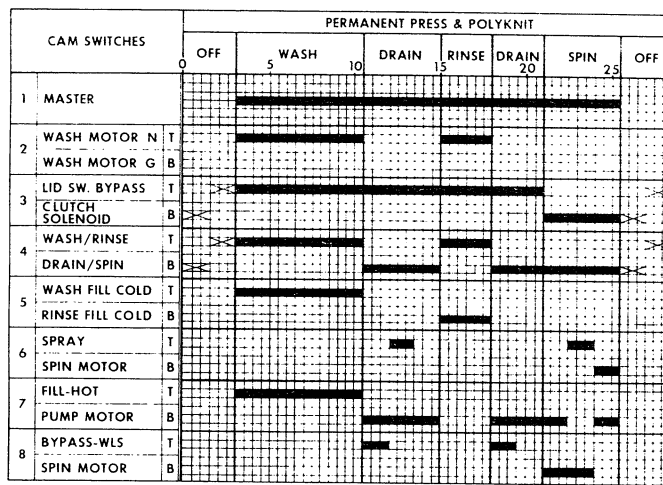 PERMANENT PRESS & POLYKNIT
CAM SWITCHES
OFF WASH DRAIN RINSE DRAIN SPIN OFF
0 5 10 15 20 25
1 MASTER
2 WASH MOTOR N T
WASH MOTOR G B
3 LID SW. BYPASS T
CLUTCH
SOLENOID B
4 WASH/RINSE T
DRAIN/SPIN B
5 WASH FILL COLD T
RINSE FILL COLD B
6 SPRAY T
SPIN MOTOR B
7 FILL-HOT T
PUMP MOTOR B
8 BYPASS-WLS T
SPIN MOTOR B